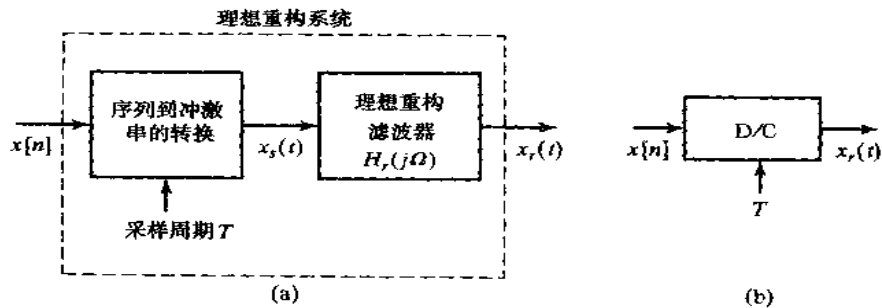 理想重构系统
序列到冲激
串的转换
理想重构
滤波器
H_r(jΩ)
x[n]
x_s(t)
x_r(t)
采样周期T
(a)
D/C
x[n]
x_r(t)
T
(b)